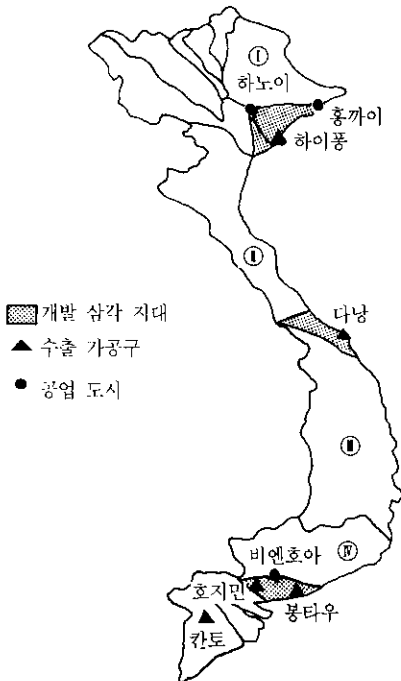 Ⅰ
하노이
홍까이
하이퐁
Ⅱ
개발 삼각 지대
수출 가공구
공업 도시
다낭
Ⅲ
Ⅳ
비엔호아
호지민
봉타우
칸토